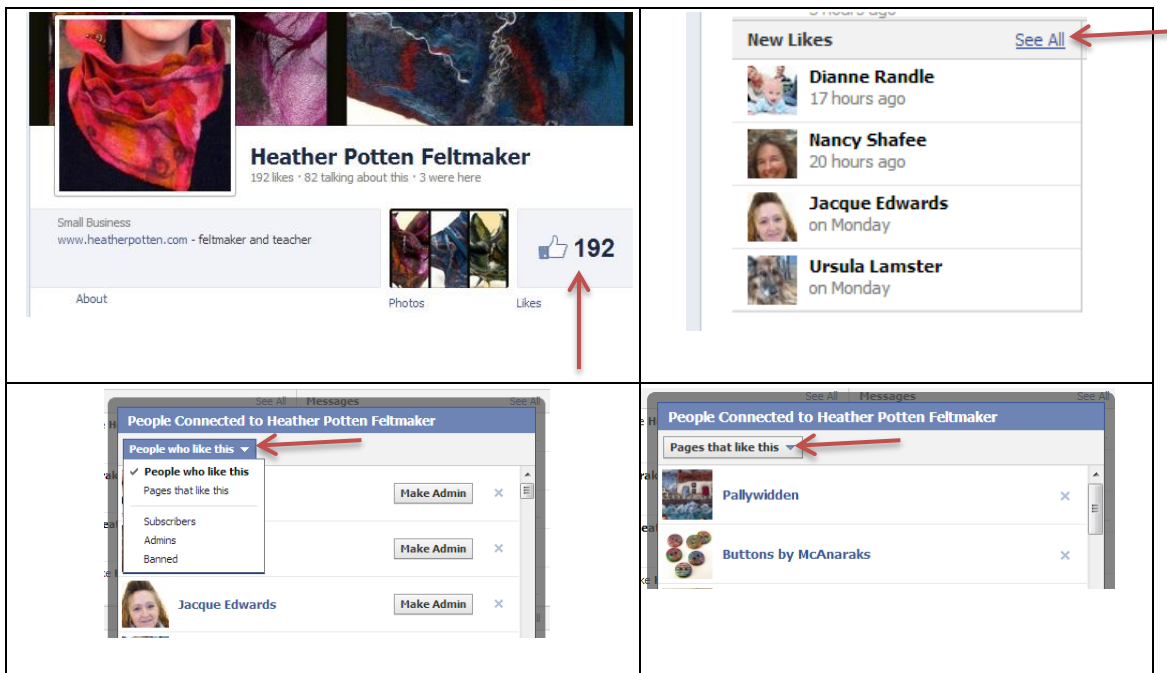 Heather Potten Feltmaker
192 likes · 82 talking about this · 3 were here
Small Business
www.heatherpotten.com - feltmaker and teacher
192
About
Photos
Likes
hours ago
New Likes See All
Dianne Randle
17 hours ago
Nancy Shafee
20 hours ago
Jacque Edwards
on Monday
Ursula Lamster
on Monday
See All Messages See All
People Connected to Heather Potten Feltmaker
People who like this
People who like this
Pages that like this
Make Admin
Subscribers
Admins
Banned
Make Admin
Jacque Edwards Make Admin
See All Messages See All
People Connected to Heather Potten Feltmaker
Pages that like this
Pallywidden
Buttons by McAnaraks